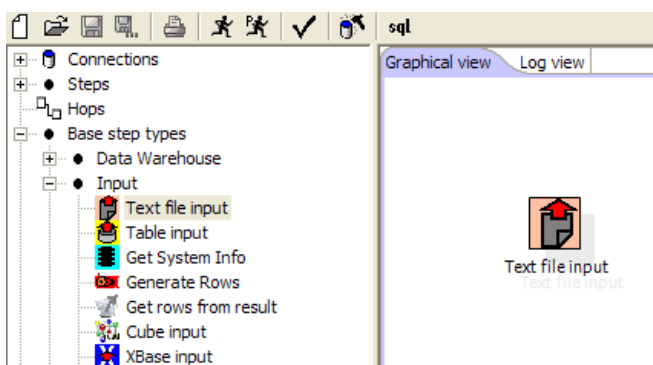 sql
Connections
Steps
Hops
Base step types
Data Warehouse
Input
Text file input
Table input
Get System Info
Generate Rows
Get rows from result
Cube input
XBase input
Graphical view
Log view
Text file input
Text file input